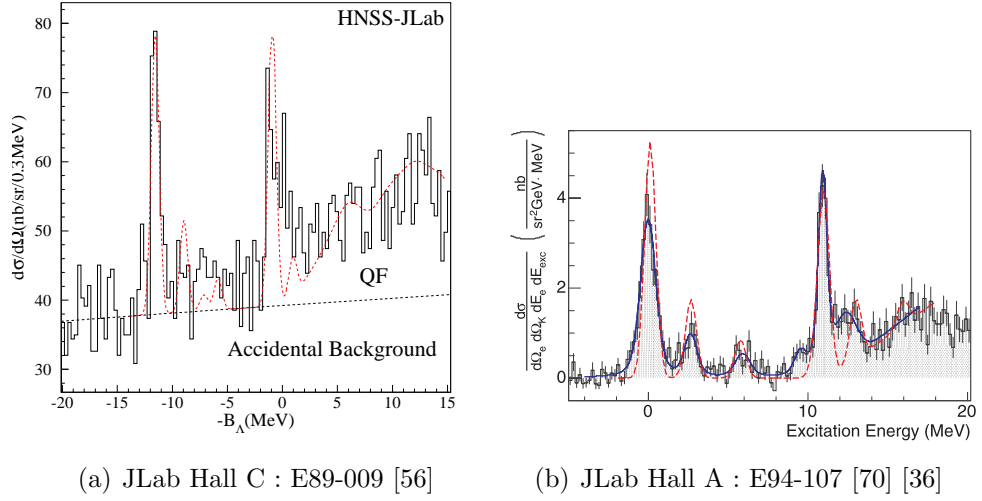 HNSS-JLab
80
70
60
50
40
30
dσ/dΩ(nb/sr/0.3MeV)
QF
Accidental Background
-20 -15 -10 -5 0 5 10 15
-B_Λ(MeV)
(a) JLab Hall C : E89-009 [56]
dσ/(dΩ_e dΩ_K dE_e dE_exc) (nb/(sr²GeV· MeV))
4
2
0
0 10 20
Excitation Energy (MeV)
(b) JLab Hall A : E94-107 [70] [36]